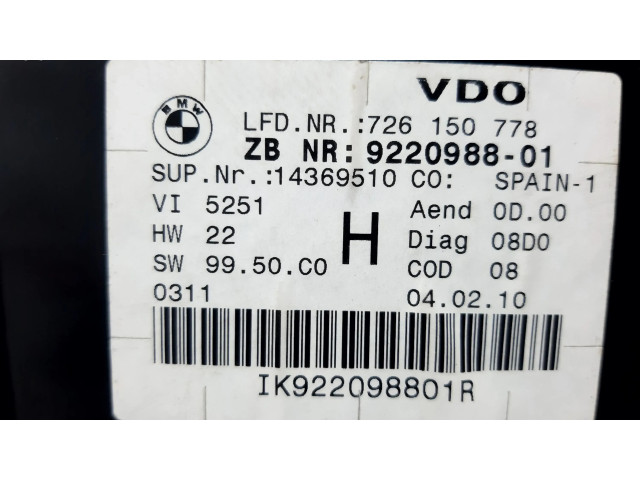 VDO
BMW
LFD.NR.:726 150 778
ZB NR: 9220988-01
SUP.Nr.:14369510 CO: SPAIN-1
VI 5251 Aend 0D.00
HW 22 H Diag 08D0
SW 99.50.C0 COD 08
0311 04.02.10
IK922098801R